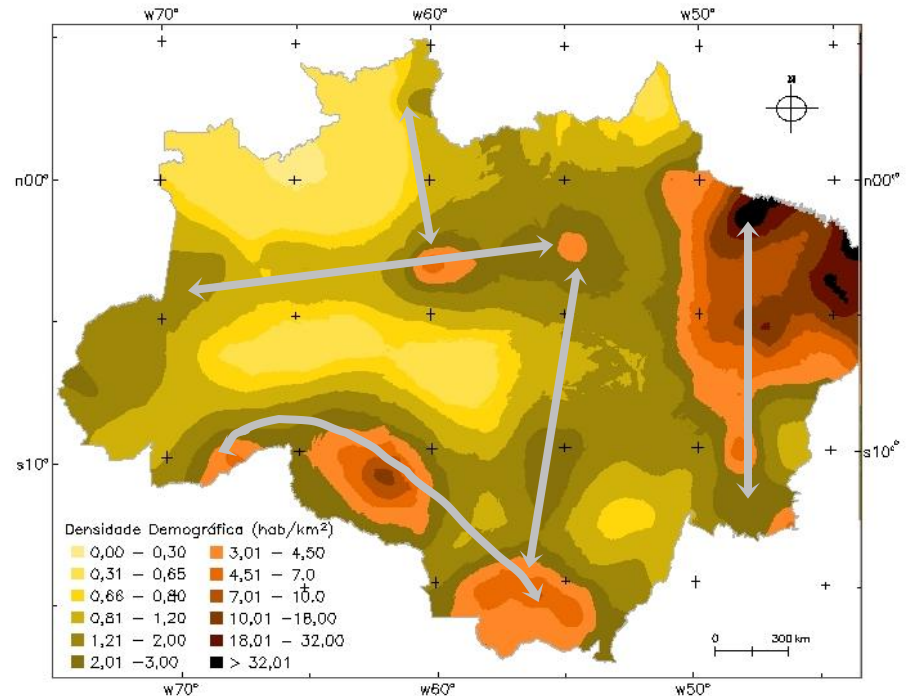 w70° w60° w50°
N
n00° n00°
s10° s10°
Densidade Demográfica (hab/km²)
0,00 – 0,30 3,01 – 4,50
0,31 – 0,65 4,51 – 7.0
0,66 – 0,80 7,01 – 10.0
0,81 – 1,20 10,01 –18,00
1,21 – 2,00 18,01 – 32,00
2,01 –3,00 > 32,01
0 300 km
w70° w60° w50°